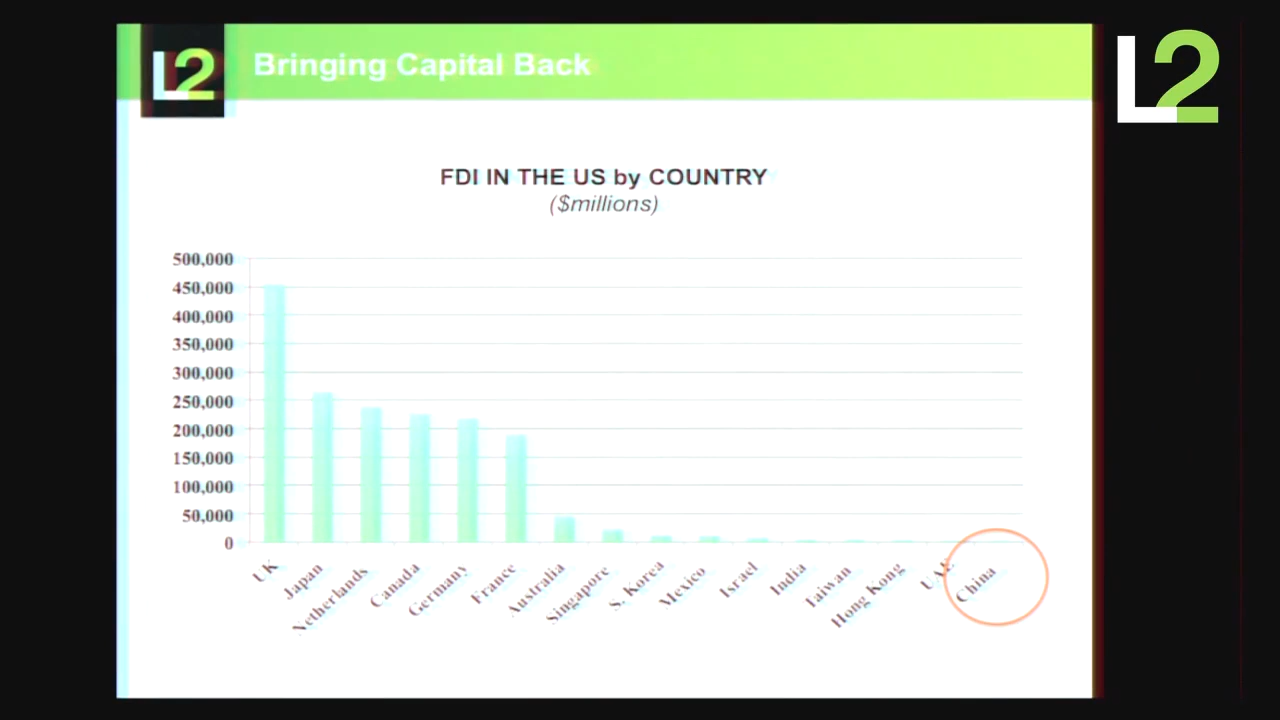 L2
Bringing Capital Back
L2
FDI IN THE US by COUNTRY
($millions)
500,000
450,000
400,000
350,000
300,000
250,000
200,000
150,000
100,000
50,000
0
UK
Japan
Netherlands
Canada
Germany
France
Australia
Singapore
S. Korea
Mexico
Israel
India
Taiwan
Hong Kong
UAE
China